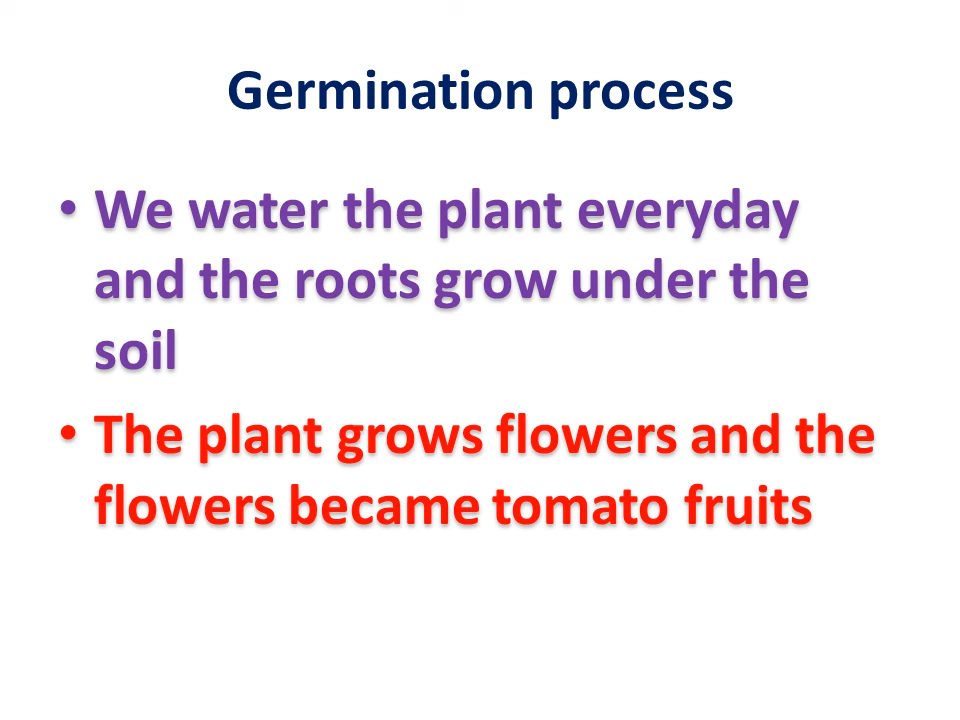 Germination process
• We water the plant everyday
and the roots grow under the
soil
• The plant grows flowers and the
flowers became tomato fruits